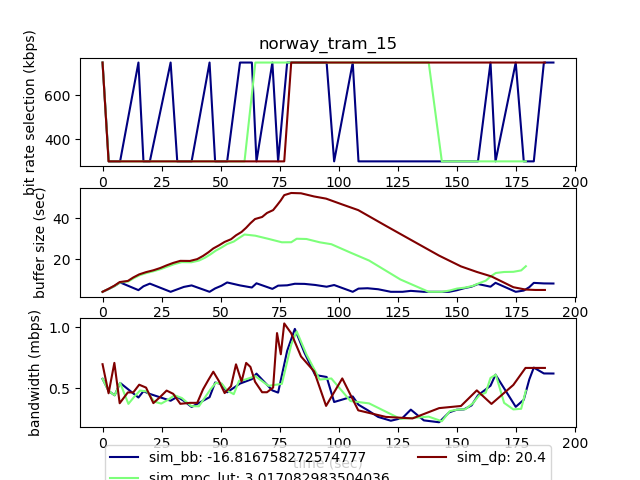 norway_tram_15
bit rate selection (kbps)
600
400
0 25 50 75 100 125 150 175 200
buffer size (sec)
40
20
0 25 50 75 100 125 150 175 200
bandwidth (mbps)
1.0
0.5
0 25 50 75 100 125 150 175 200
time (sec)
sim_bb: -16.816758272574777
sim_dp: 20.4
sim_mpc_lut: 3.017082983504036